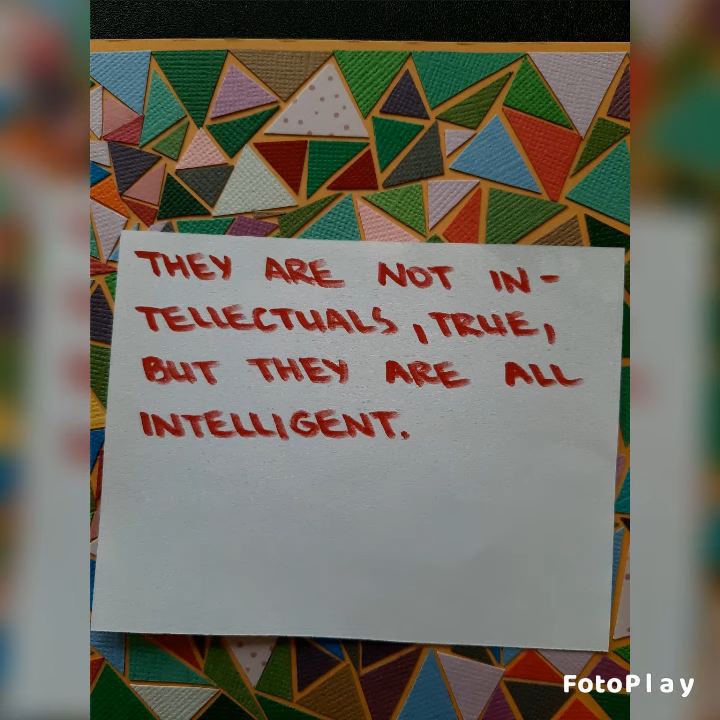 THEY ARE NOT IN-
TELLECTUALS, TRUE,
BUT THEY ARE ALL
INTELLIGENT.
FotoPlay